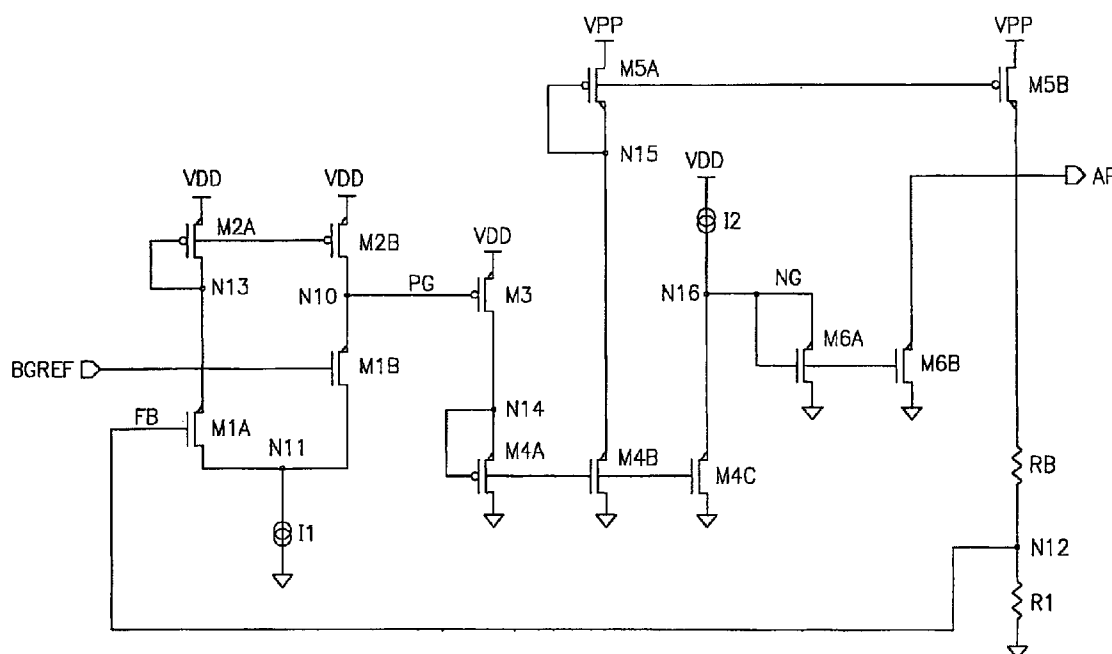 VPP
VPP
M5A
M5B
N15
VDD
VDD
VDD
AF
I2
M2A
M2B
VDD
N13
N10
PG
M3
N16
NG
M6A
M6B
BGREF
M1B
FB
M1A
N11
N14
M4A
M4B
M4C
RB
I1
N12
R1